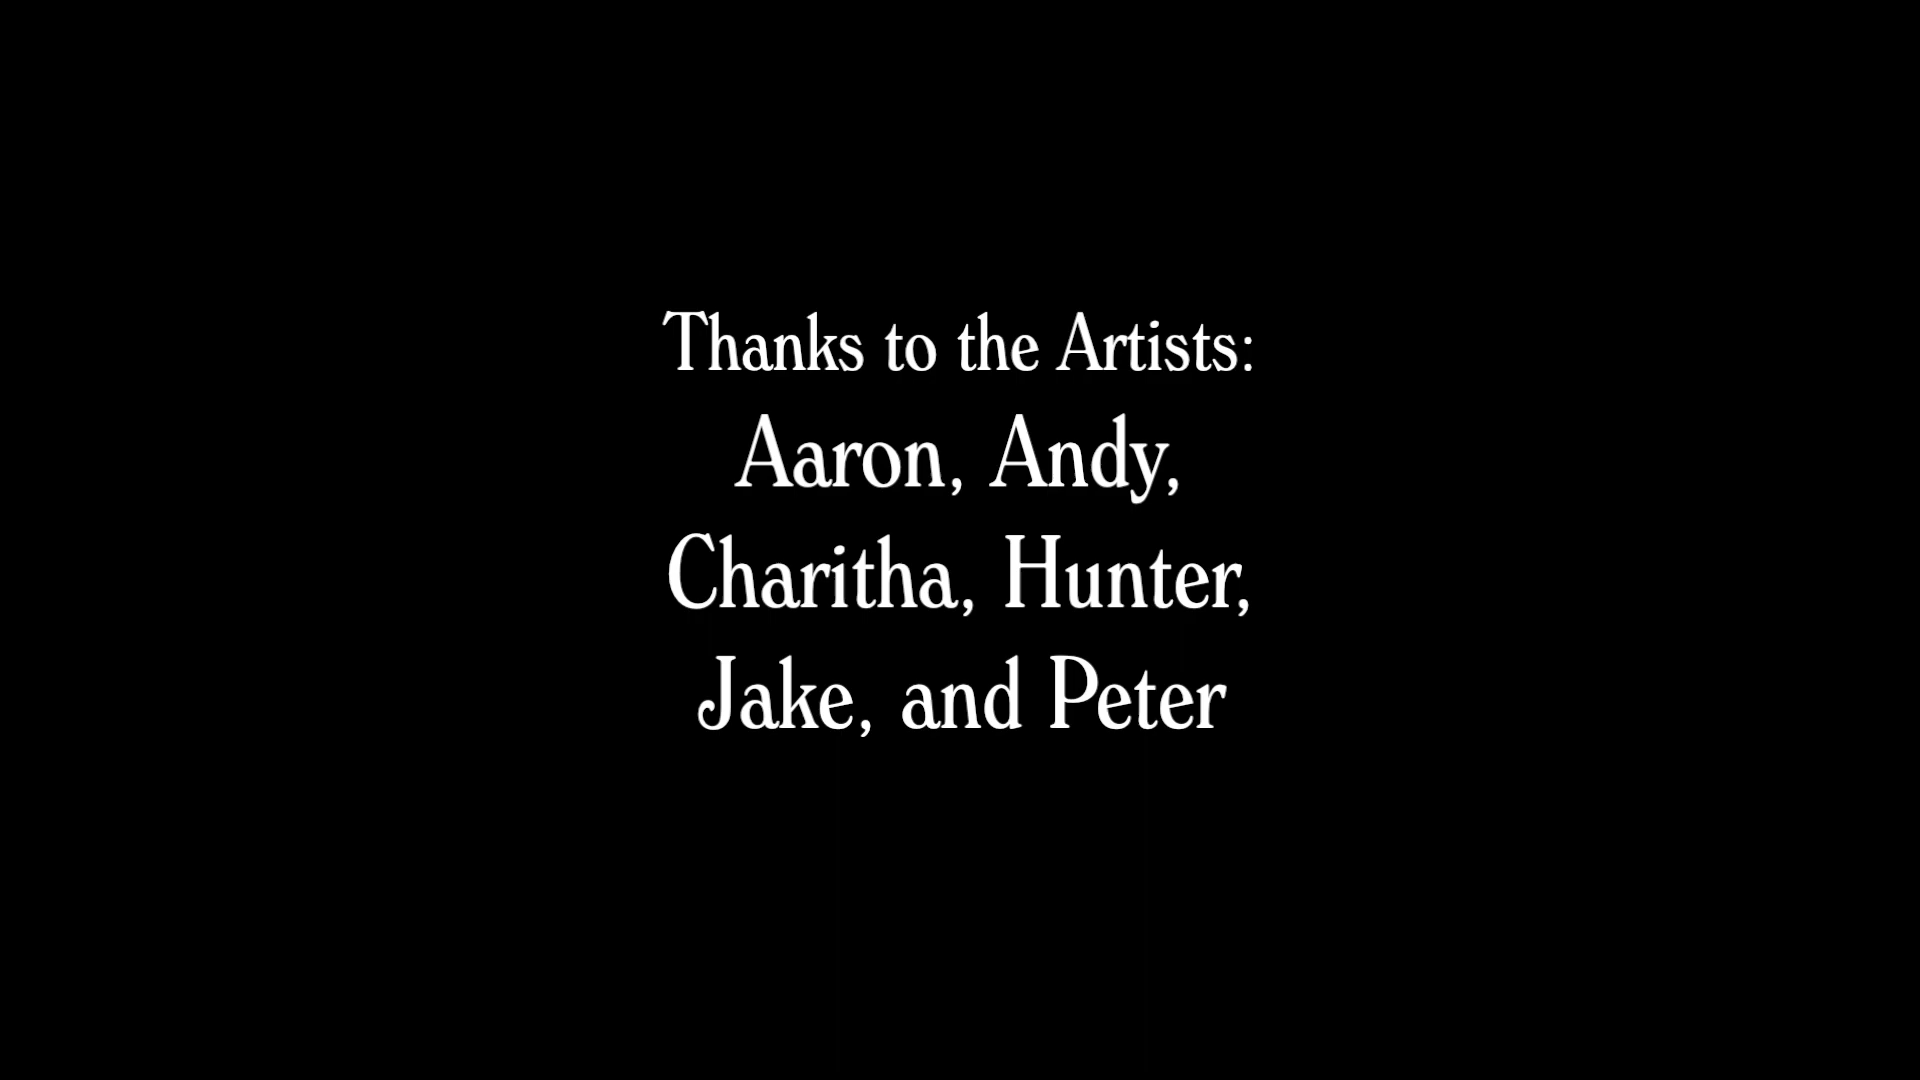 Thanks to the Artists:
Aaron, Andy,
Charitha, Hunter,
Jake, and Peter